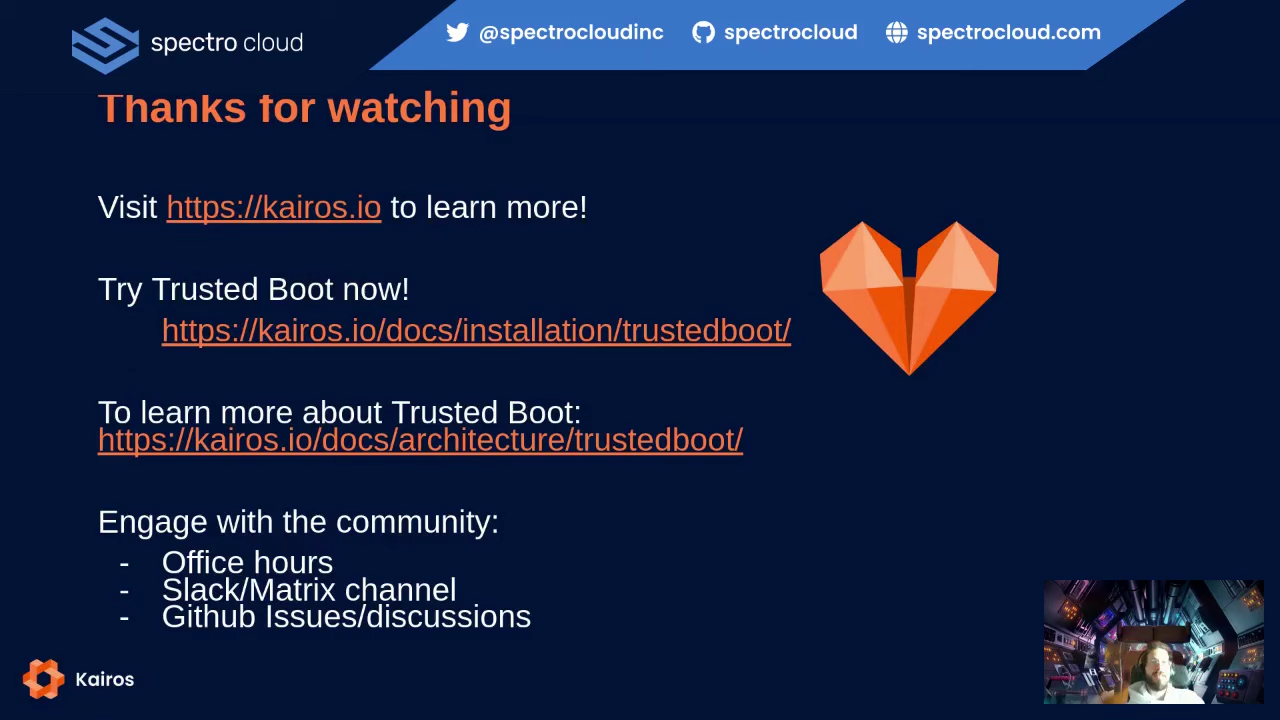 spectro cloud
@spectrocloudinc spectrocloud spectrocloud.com
Thanks for watching
Visit https://kairos.io to learn more!
Try Trusted Boot now!
https://kairos.io/docs/installation/trustedboot/
To learn more about Trusted Boot:
https://kairos.io/docs/architecture/trustedboot/
Engage with the community:
- Office hours
- Slack/Matrix channel
- Github Issues/discussions
Kairos